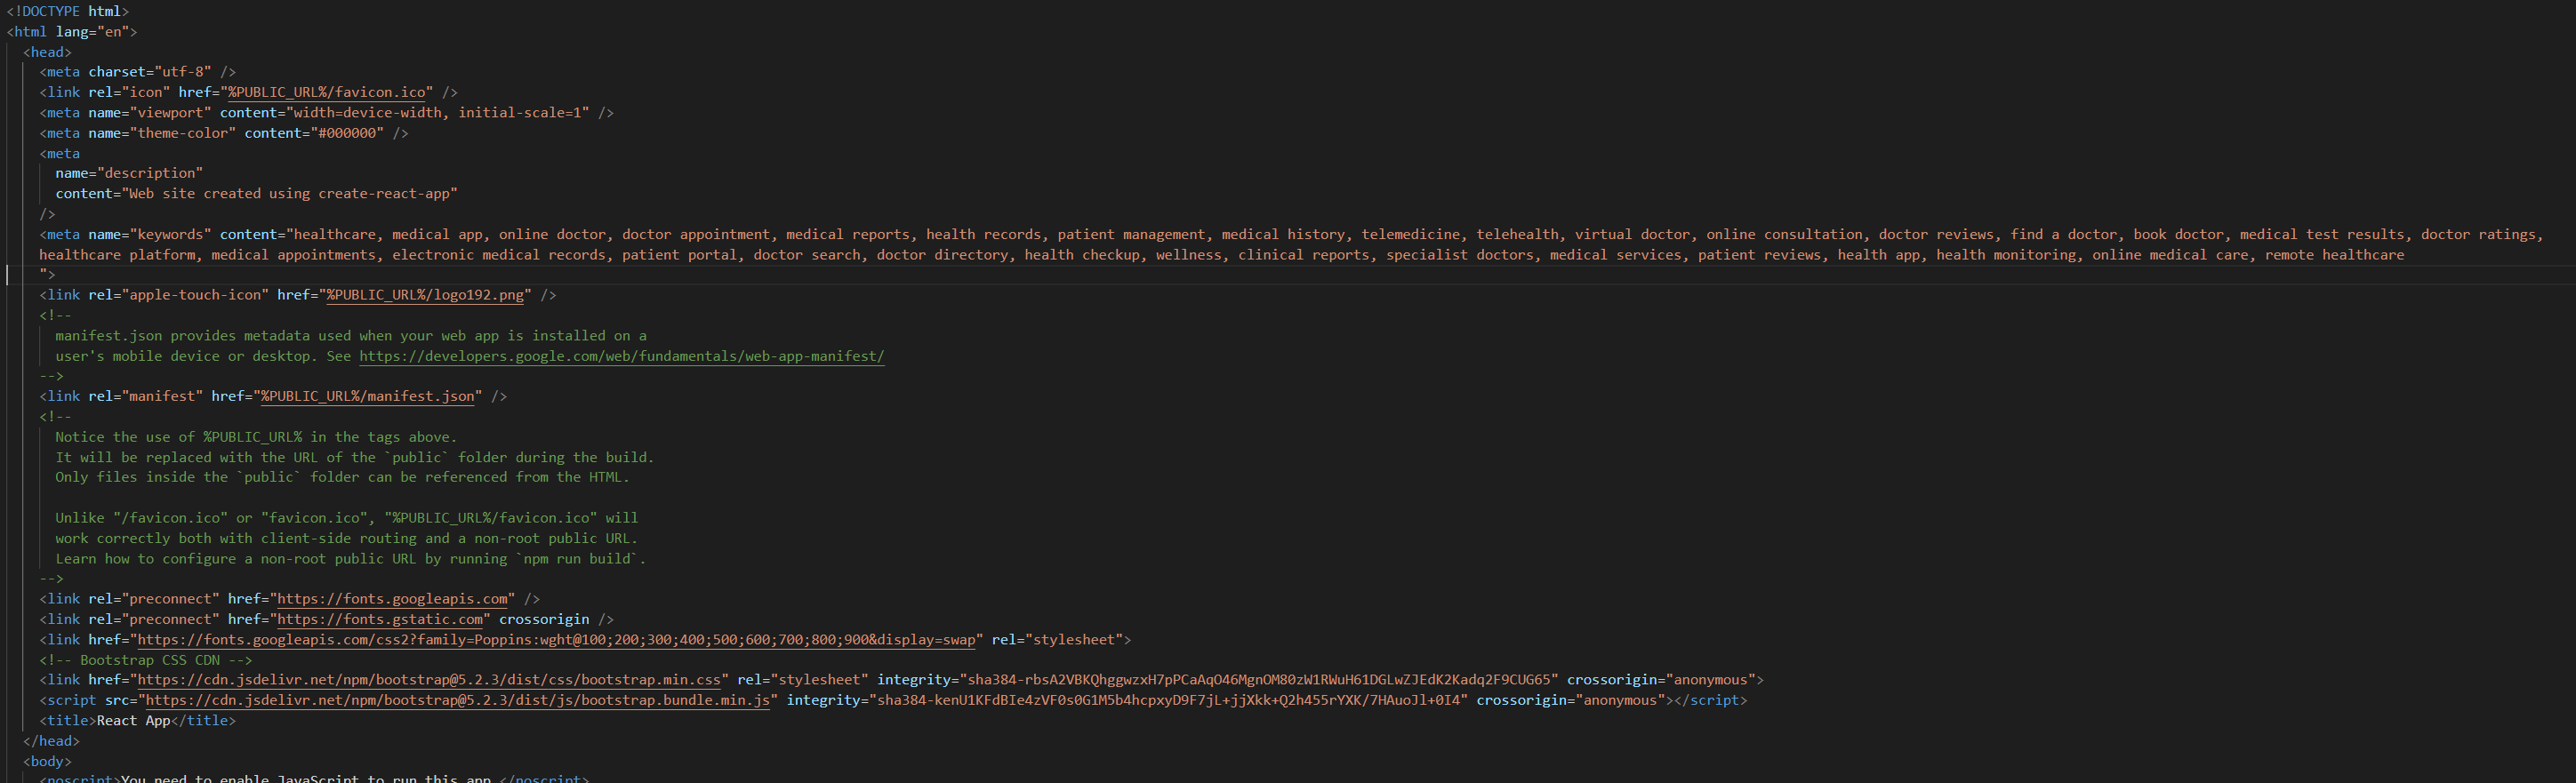 <!DOCTYPE html>
<html lang="en">
<head>
<meta charset="utf-8" />
<link rel="icon" href="%PUBLIC_URL%/favicon.ico" />
<meta name="viewport" content="width=device-width, initial-scale=1" />
<meta name="theme-color" content="#000000" />
<meta
name="description"
content="Web site created using create-react-app"
/>
<meta name="keywords" content="healthcare, medical app, online doctor, doctor appointment, medical reports, health records, patient management, medical history, telemedicine, telehealth, virtual doctor, online consultation, doctor reviews, find a doctor, book doctor, medical test results, doctor ratings,
healthcare platform, medical appointments, electronic medical records, patient portal, doctor search, doctor directory, health checkup, wellness, clinical reports, specialist doctors, medical services, patient reviews, health app, health monitoring, online medical care, remote healthcare
">
<link rel="apple-touch-icon" href="%PUBLIC_URL%/logo192.png" />
<!--
manifest.json provides metadata used when your web app is installed on a
user's mobile device or desktop. See https://developers.google.com/web/fundamentals/web-app-manifest/
-->
<link rel="manifest" href="%PUBLIC_URL%/manifest.json" />
<!--
Notice the use of %PUBLIC_URL% in the tags above.
It will be replaced with the URL of the `public` folder during the build.
Only files inside the `public` folder can be referenced from the HTML.
Unlike "/favicon.ico" or "favicon.ico", "%PUBLIC_URL%/favicon.ico" will
work correctly both with client-side routing and a non-root public URL.
Learn how to configure a non-root public URL by running `npm run build`.
-->
<link rel="preconnect" href="https://fonts.googleapis.com" />
<link rel="preconnect" href="https://fonts.gstatic.com" crossorigin />
<link href="https://fonts.googleapis.com/css2?family=Poppins:wght@100;200;300;400;500;600;700;800;900&display=swap" rel="stylesheet">
<!-- Bootstrap CSS CDN -->
<link href="https://cdn.jsdelivr.net/npm/bootstrap@5.2.3/dist/css/bootstrap.min.css" rel="stylesheet" integrity="sha384-rbsA2VBKQhggwzxH7pPCaAqO46MgnOM80zW1RWuH61DGLwZJEdK2Kadq2F9CUG65" crossorigin="anonymous">
<script src="https://cdn.jsdelivr.net/npm/bootstrap@5.2.3/dist/js/bootstrap.bundle.min.js" integrity="sha384-kenU1KFdBIe4zVF0s0G1M5b4hcpxyD9F7jL+jjXkk+Q2h455rYXK/7HAuoJl+0I4" crossorigin="anonymous"></script>
<title>React App</title>
</head>
<body>
<noscript>You need to enable JavaScript to run this app.</noscript>